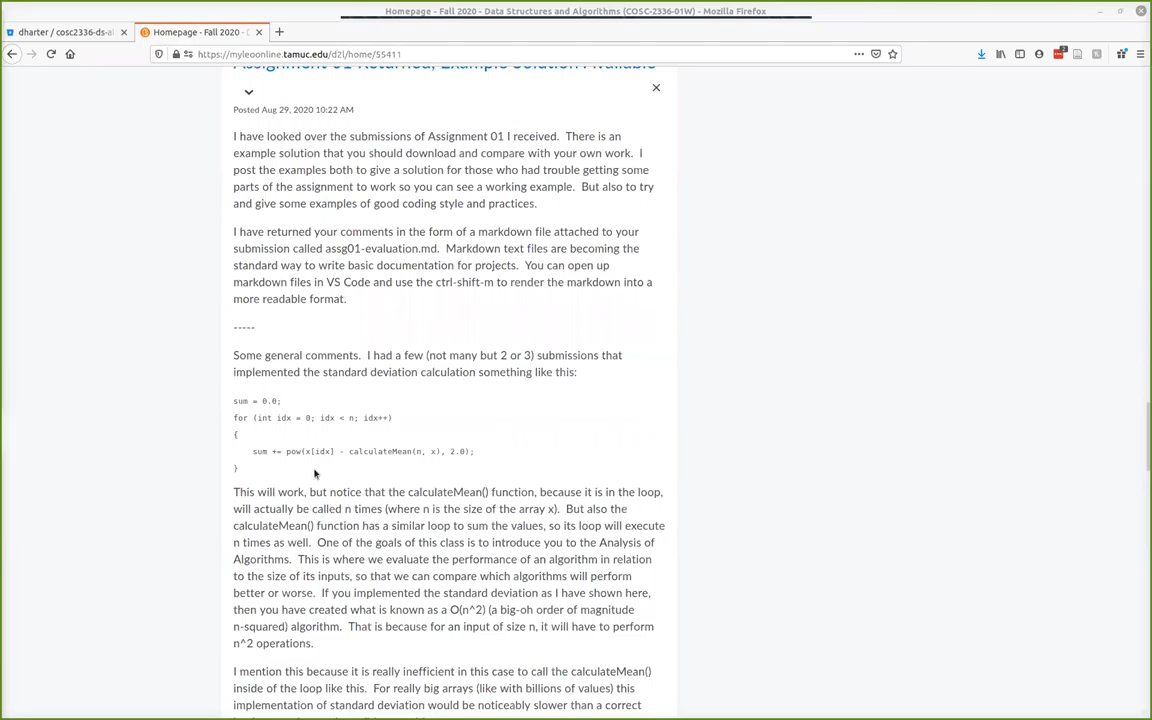 Homepage - Fall 2020 - Data Structures and Algorithms (COSC-2336-01W) - Mozilla Firefox
dharter / cosc2336-ds-al
Homepage - Fall 2020 - D
https://myleoonline.tamuc.edu/d2l/home/55411
Assignment 01 Returned, Example Solution Available
Posted Aug 29, 2020 10:22 AM
I have looked over the submissions of Assignment 01 I received. There is an
example solution that you should download and compare with your own work. I
post the examples both to give a solution for those who had trouble getting some
parts of the assignment to work so you can see a working example. But also to try
and give some examples of good coding style and practices.
I have returned your comments in the form of a markdown file attached to your
submission called assg01-evaluation.md. Markdown text files are becoming the
standard way to write basic documentation for projects. You can open up
markdown files in VS Code and use the ctrl-shift-m to render the markdown into a
more readable format.
-----
Some general comments. I had a few (not many but 2 or 3) submissions that
implemented the standard deviation calculation something like this:
sum = 0.0;
for (int idx = 0; idx < n; idx++)
{
sum += pow(x[idx] - calculateMean(n, x), 2.0);
}
This will work, but notice that the calculateMean() function, because it is in the loop,
will actually be called n times (where n is the size of the array x). But also the
calculateMean() function has a similar loop to sum the values, so its loop will execute
n times as well. One of the goals of this class is to introduce you to the Analysis of
Algorithms. This is where we evaluate the performance of an algorithm in relation
to the size of its inputs, so that we can compare which algorithms will perform
better or worse. If you implemented the standard deviation as I have shown here,
then you have created what is known as a O(n^2) (a big-oh order of magnitude
n-squared) algorithm. That is because for an input of size n, it will have to perform
n^2 operations.
I mention this because it is really inefficient in this case to call the calculateMean()
inside of the loop like this. For really big arrays (like with billions of values) this
implementation of standard deviation would be noticeably slower than a correct